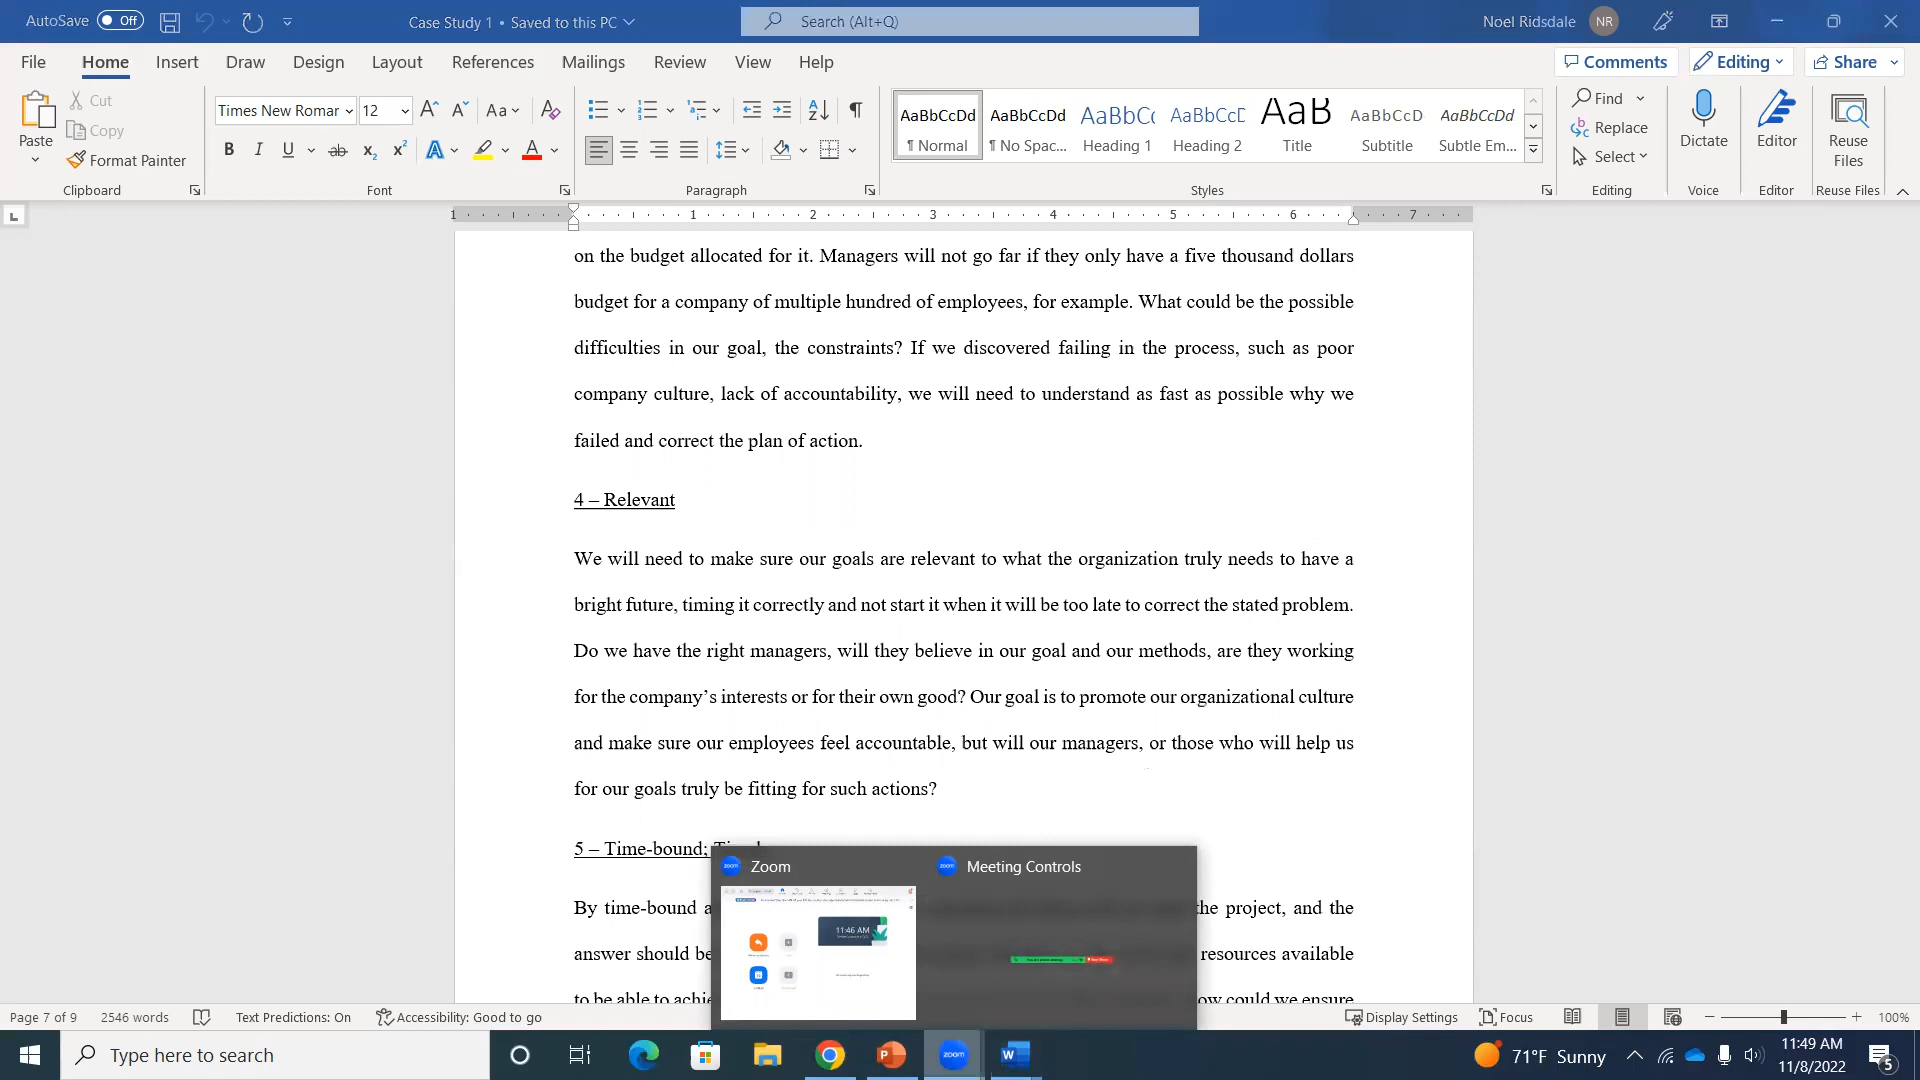 AutoSave Off
Case Study 1 • Saved to this PC
Search (Alt+Q)
Noel Ridsdale NR
File Home Insert Draw Design Layout References Mailings Review View Help
Comments Editing Share
Paste
Cut
Copy
Format Painter
Clipboard
Times New Romar 12
Font
Paragraph
AaBbCcDd AaBbCcDd AaBbCc AaBbCcD AaB AaBbCcD AaBbCcDd
¶ Normal ¶ No Spac... Heading 1 Heading 2 Title Subtitle Subtle Em...
Styles
Find
Replace
Select
Editing
Dictate
Voice
Editor
Editor
Reuse
Files
Reuse Files
1 1 2 3 4 5 6 7
on the budget allocated for it. Managers will not go far if they only have a five thousand dollars
budget for a company of multiple hundred of employees, for example. What could be the possible
difficulties in our goal, the constraints? If we discovered failing in the process, such as poor
company culture, lack of accountability, we will need to understand as fast as possible why we
failed and correct the plan of action.
4 – Relevant
We will need to make sure our goals are relevant to what the organization truly needs to have a
bright future, timing it correctly and not start it when it will be too late to correct the stated problem.
Do we have the right managers, will they believe in our goal and our methods, are they working
for the company’s interests or for their own good? Our goal is to promote our organizational culture
and make sure our employees feel accountable, but will our managers, or those who will help us
for our goals truly be fitting for such actions?
5 – Time-bound;
By time-bound a the project, and the
answer should be resources available
to be able to achie ow could we ensure
zoom Zoom
zoom Meeting Controls
11:46 AM
Page 7 of 9 2546 words Text Predictions: On Accessibility: Good to go Display Settings Focus 100%
Type here to search
zoom
71°F Sunny
11:49 AM
11/8/2022
5